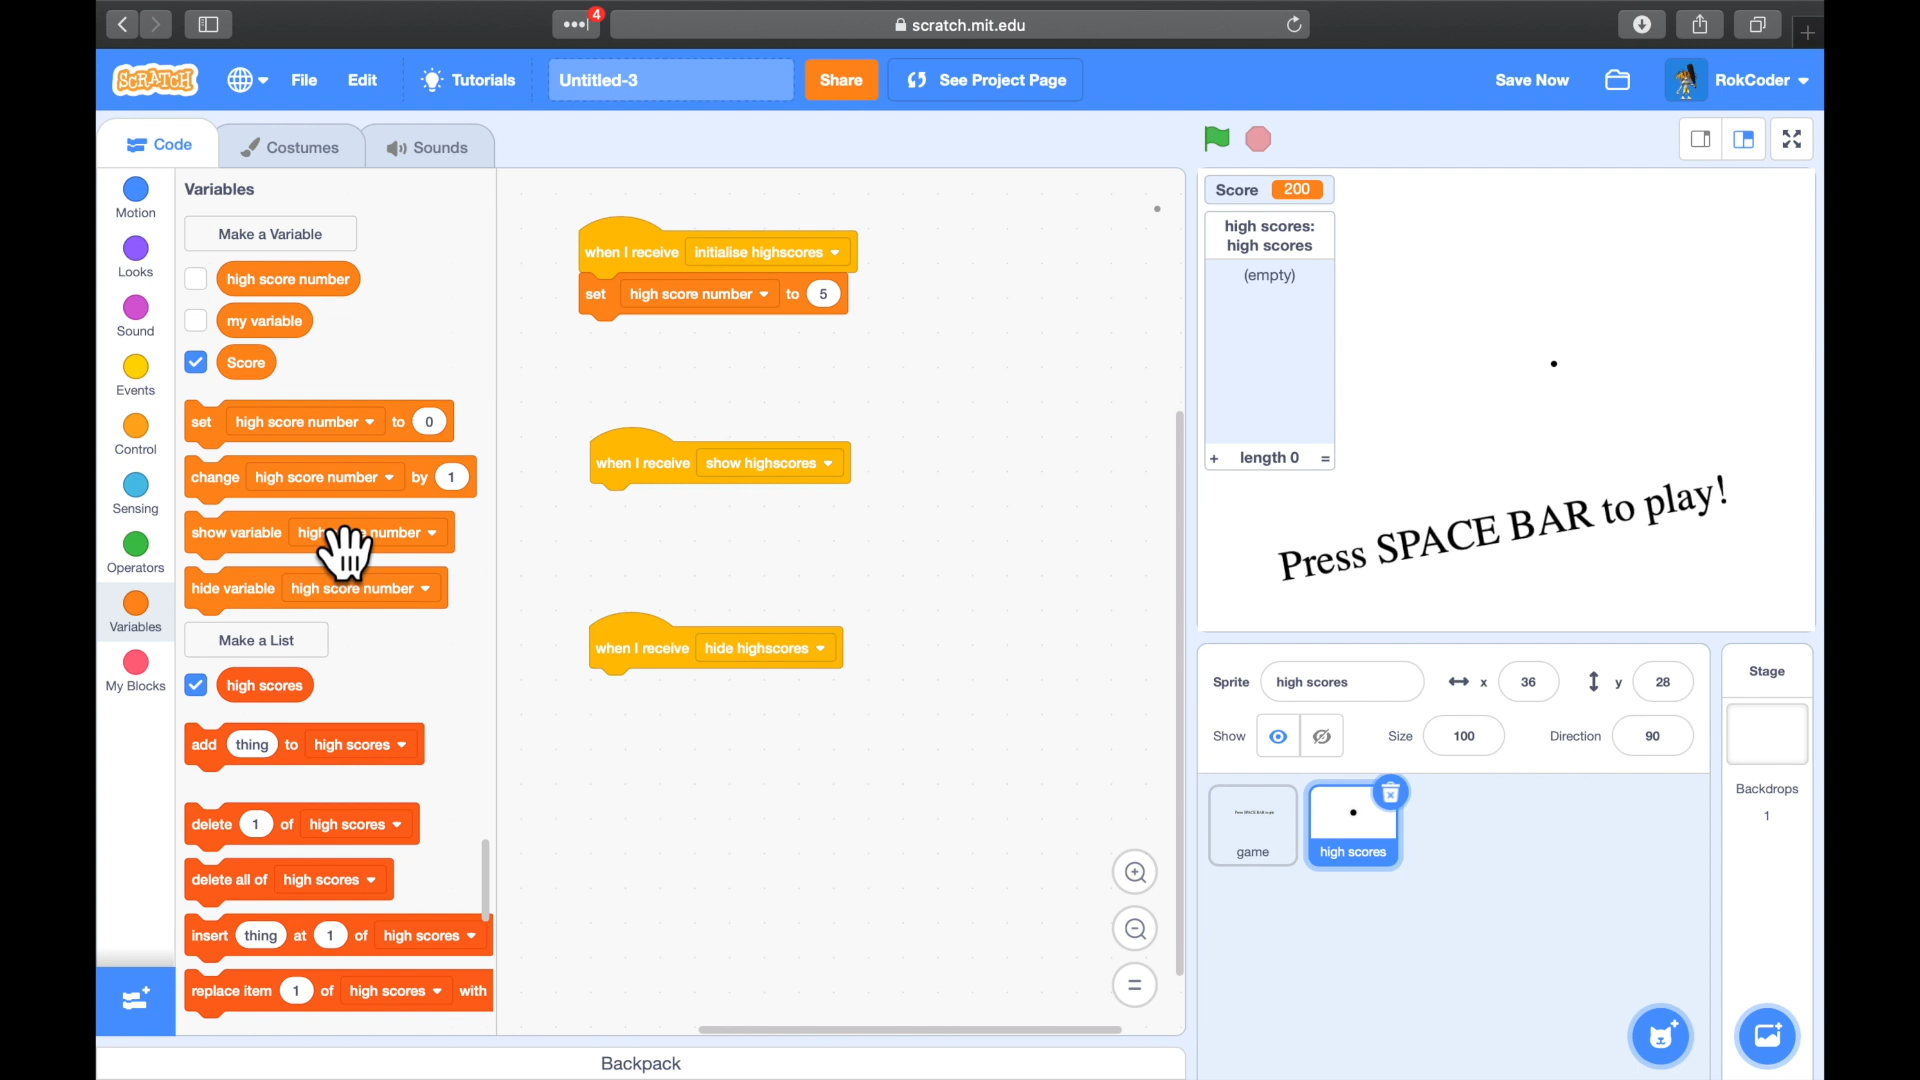 4
scratch.mit.edu
SCRATCH
File
Edit
Tutorials
Untitled-3
Share
See Project Page
Save Now
RokCoder
Code
Costumes
Sounds
Motion
Looks
Sound
Events
Control
Sensing
Operators
Variables
My Blocks
Variables
Make a Variable
high score number
my variable
Score
set high score number to 0
change high score number by 1
show variable high number
hide variable high score number
Make a List
high scores
add thing to high scores
delete 1 of high scores
delete all of high scores
insert thing at 1 of high scores
replace item 1 of high scores with
when I receive initialise highscores
set high score number to 5
when I receive show highscores
when I receive hide highscores
Backpack
Score 200
high scores:
high scores
(empty)
+ length 0 =
Press SPACE BAR to play!
Sprite high scores x 36 y 28
Show Size 100 Direction 90
game
high scores
Stage
Backdrops
1